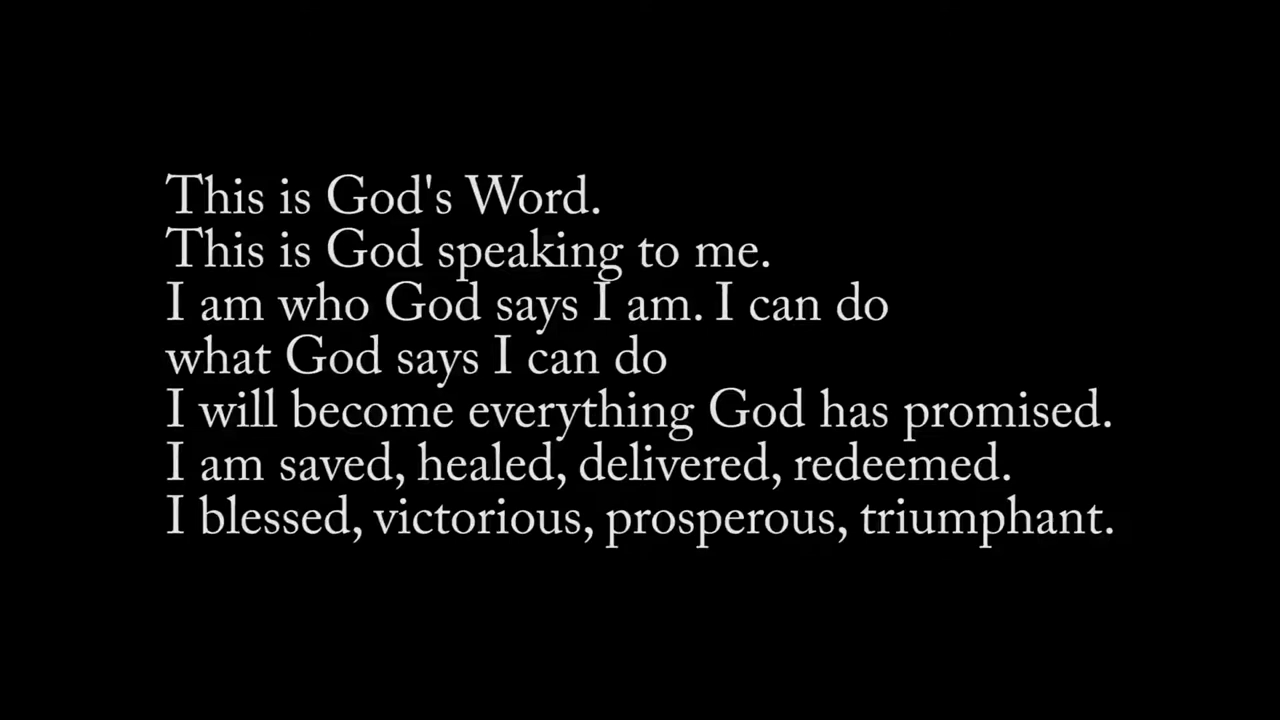 This is God's Word.
This is God speaking to me.
I am who God says I am. I can do
what God says I can do
I will become everything God has promised.
I am saved, healed, delivered, redeemed.
I blessed, victorious, prosperous, triumphant.